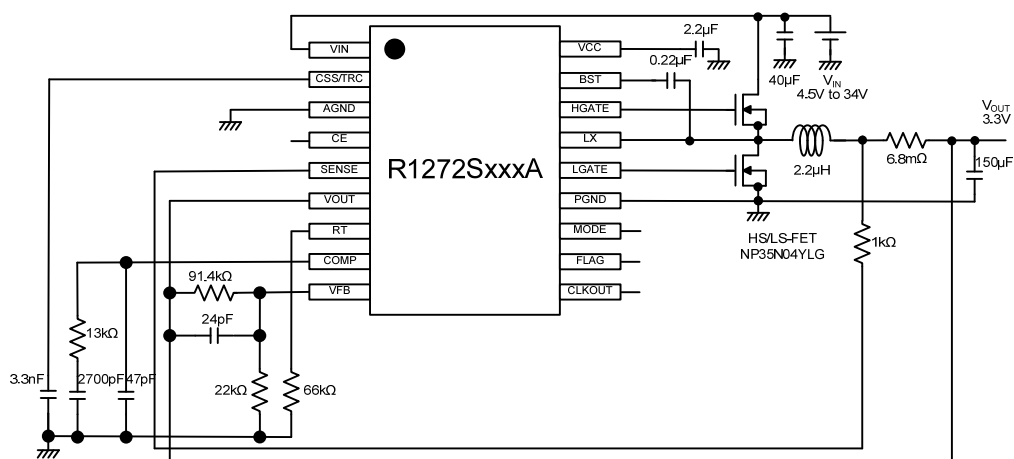 VIN
CSS/TRC
AGND
CE
SENSE
VOUT
RT
COMP
VFB
R1272SxxxA
VCC
BST
HGATE
LX
LGATE
PGND
MODE
FLAG
CLKOUT
2.2µF
0.22µF
40µF
VIN
4.5V to 34V
VOUT
3.3V
2.2µH
6.8mΩ
150µF
HS/LS-FET
NP35N04YLG
1kΩ
91.4kΩ
24pF
13kΩ
3.3nF
2700pF
47pF
22kΩ
66kΩ